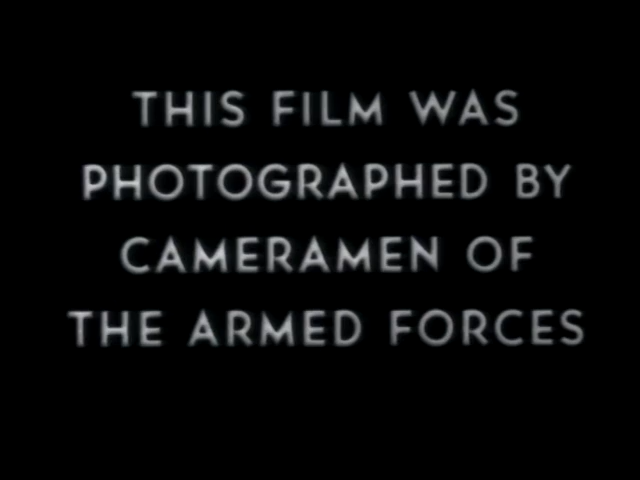 THIS FILM WAS
PHOTOGRAPHED BY
CAMERAMEN OF
THE ARMED FORCES